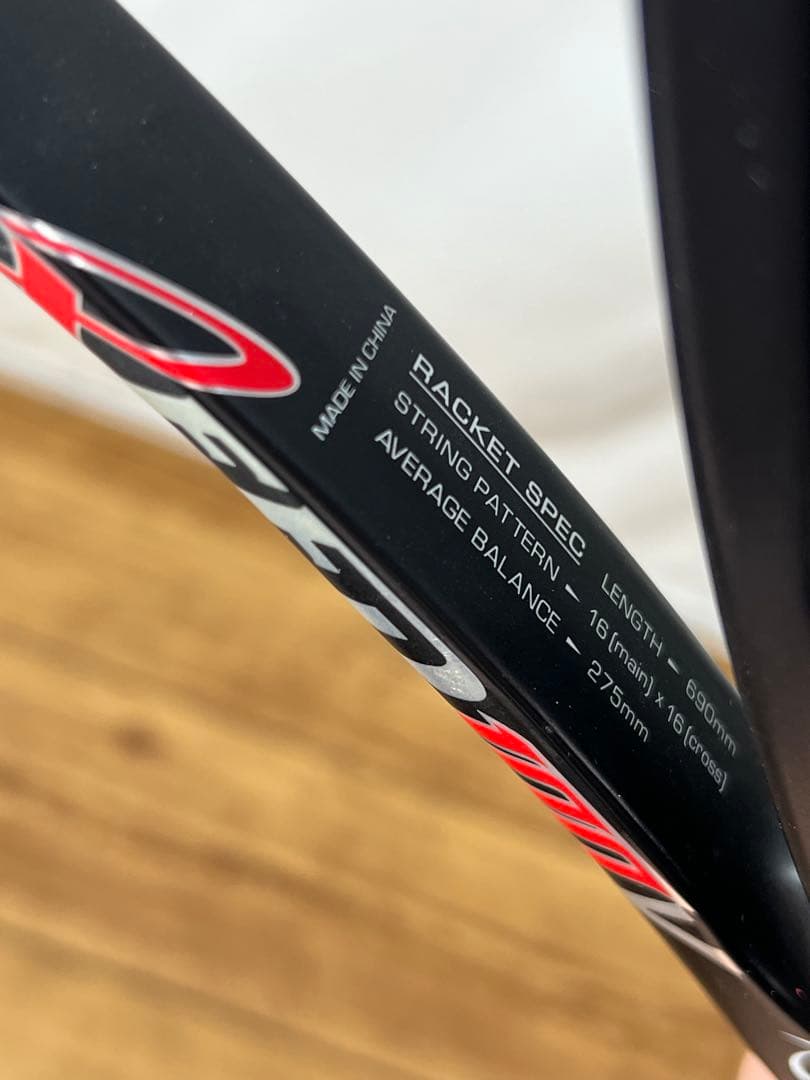 MADE IN CHINA
RACKET SPEC LENGTH 690mm
STRING PATTERN 16(main) x 16(cross)
AVERAGE BALANCE 275mm